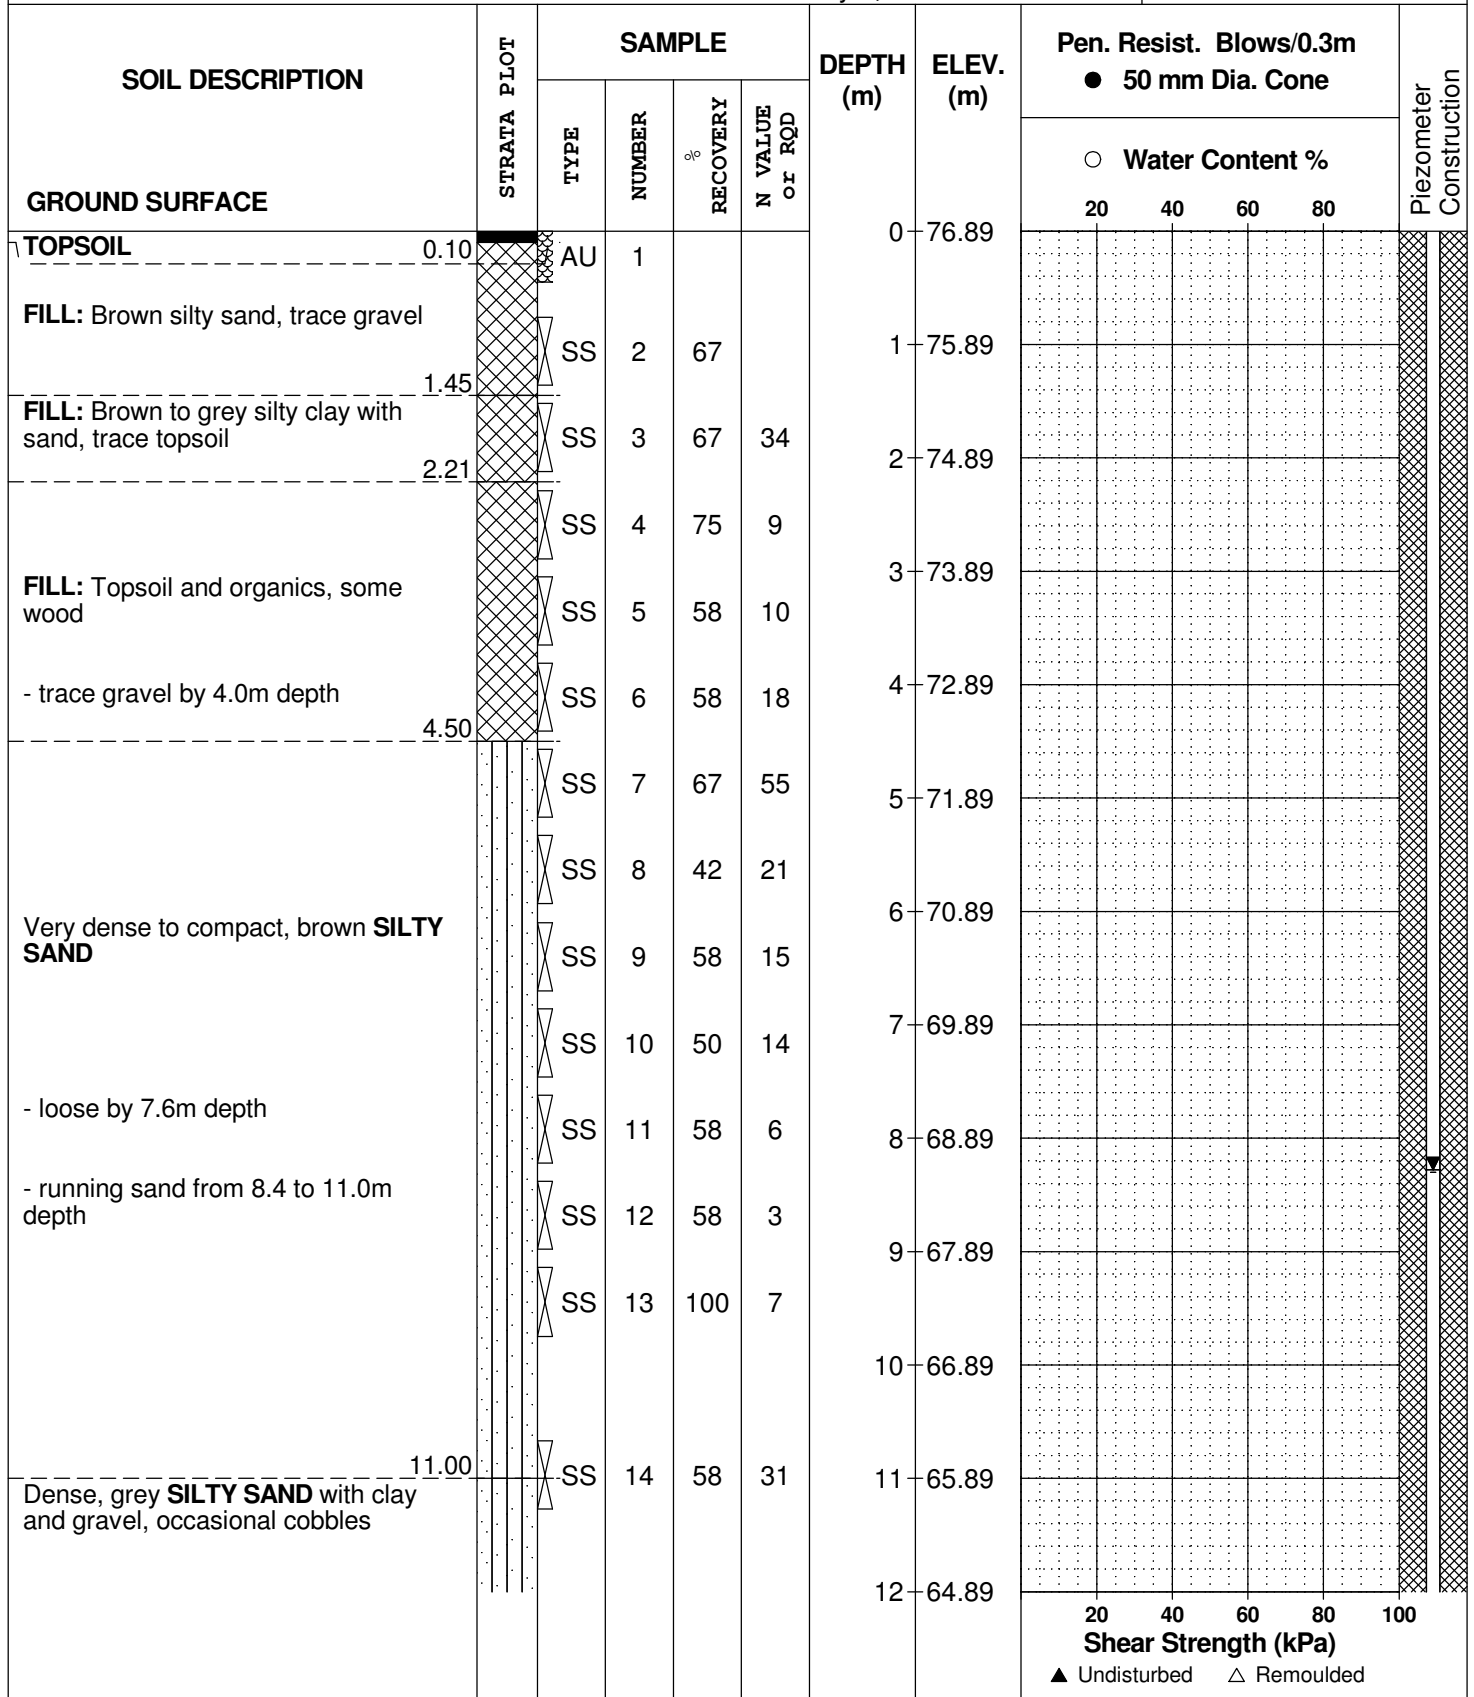 SOIL DESCRIPTION
GROUND SURFACE
STRATA PLOT
SAMPLE
TYPE
NUMBER
% RECOVERY
N VALUE or RQD
DEPTH (m)
ELEV. (m)
Pen. Resist. Blows/0.3m
● 50 mm Dia. Cone
○ Water Content %
20 40 60 80
Piezometer Construction
0 76.89
TOPSOIL 0.10
AU 1
FILL: Brown silty sand, trace gravel
SS 2 67
1 75.89
1.45
FILL: Brown to grey silty clay with
sand, trace topsoil
SS 3 67 34
2 74.89
2.21
SS 4 75 9
3 73.89
FILL: Topsoil and organics, some
wood
SS 5 58 10
- trace gravel by 4.0m depth
SS 6 58 18
4 72.89
4.50
SS 7 67 55
5 71.89
SS 8 42 21
6 70.89
Very dense to compact, brown SILTY
SAND
SS 9 58 15
7 69.89
SS 10 50 14
- loose by 7.6m depth
SS 11 58 6
8 68.89
- running sand from 8.4 to 11.0m
depth
SS 12 58 3
9 67.89
SS 13 100 7
10 66.89
11.00
SS 14 58 31
11 65.89
Dense, grey SILTY SAND with clay
and gravel, occasional cobbles
12 64.89
20 40 60 80 100
Shear Strength (kPa)
▲ Undisturbed △ Remoulded